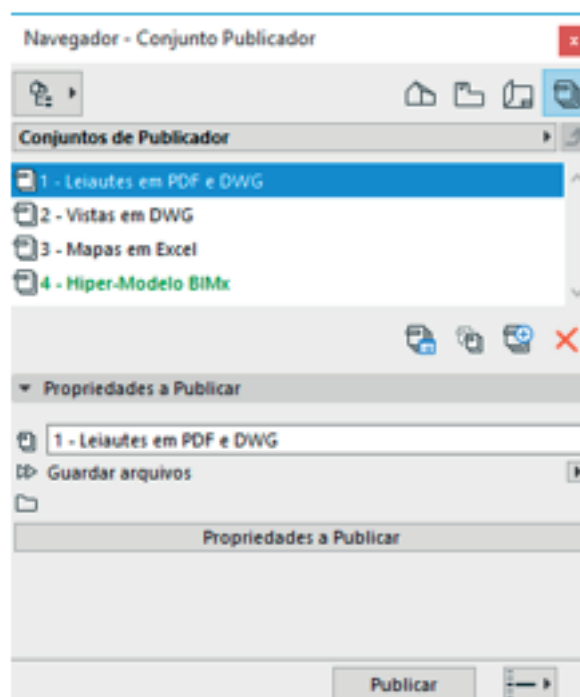 Navegador - Conjunto Publicador
Conjuntos de Publicador
1 - Leiautes em PDF e DWG
2 - Vistas em DWG
3 - Mapas em Excel
4 - Hiper-Modelo BIMx
Propriedades a Publicar
1 - Leiautes em PDF e DWG
Guardar arquivos
Propriedades a Publicar
Publicar